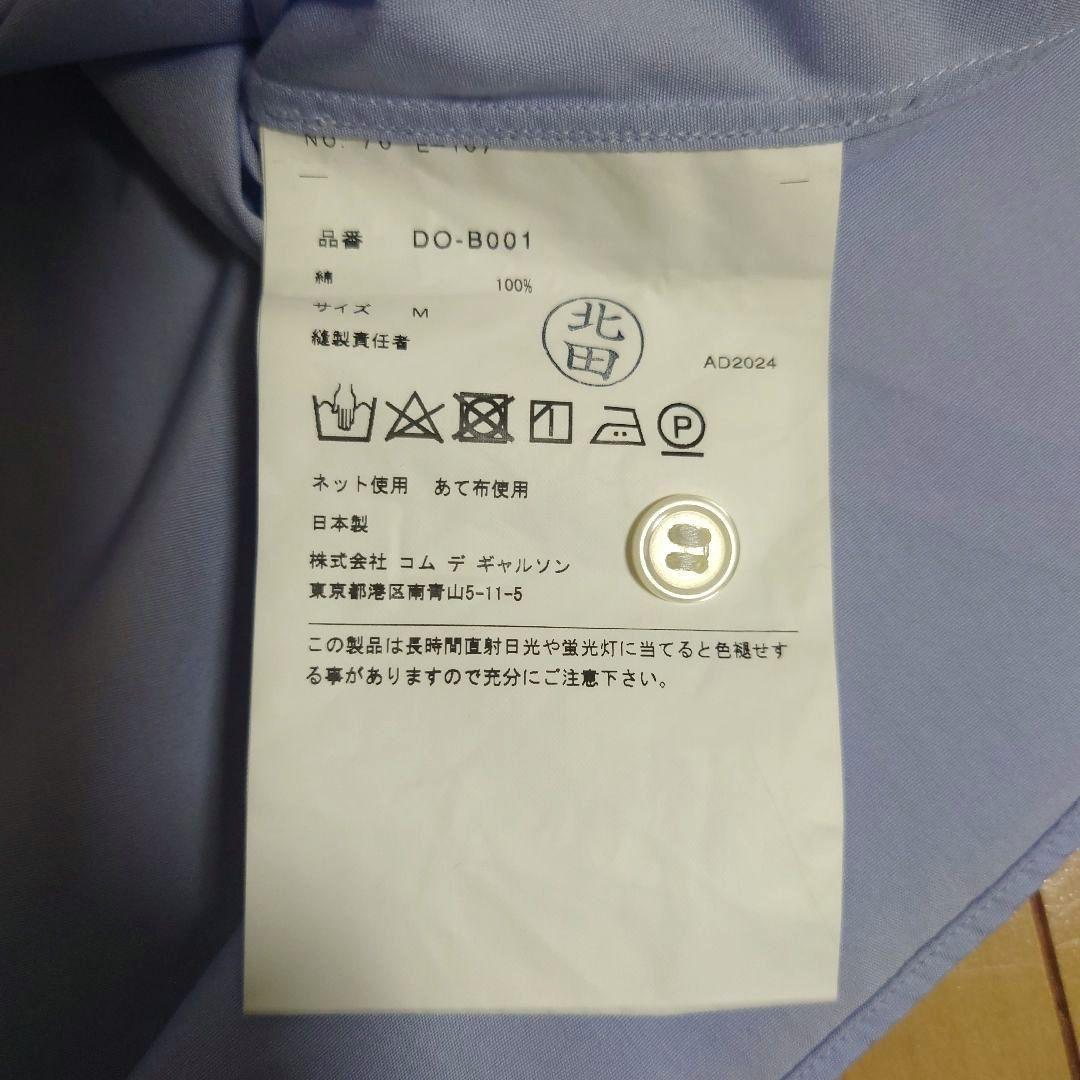 品番 DO-B001
綿 100%
サイズ M
縫製責任者
北田
AD2024
P
ネット使用 あて布使用
日本製
株式会社 コム デ ギャルソン
東京都港区南青山5-11-5
この製品は長時間直射日光や蛍光灯に当てると色褪せす
る事がありますので充分にご注意下さい。